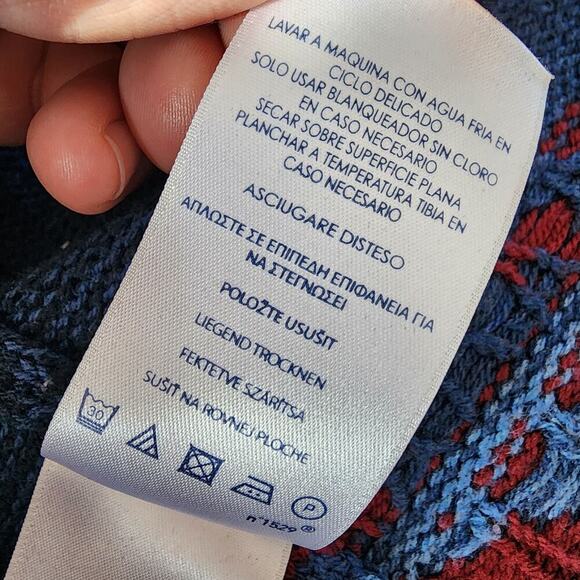 LAVAR A MAQUINA CON AGUA FRIA EN
CICLO DELICADO
SOLO USAR BLANQUEADOR SIN CLORO
EN CASO NECESARIO
SECAR SOBRE SUPERFICIE PLANA
PLANCHAR A TEMPERATURA TIBIA EN
CASO NECESARIO
ASCIUGARE DISTESO
ΑΠΛΩΣΤΕ ΣΕ ΕΠΙΠΕΔΗ ΕΠΙΦΑΝΕΙΑ ΓΙΑ
ΝΑ ΣΤΕΓΝΩΣΕΙ
POLOŽTE USUŠIT
LIEGEND TROCKNEN
FEKTETVE SZARÍTSA
SUŠIŤ NA ROVNEJ PLOCHE
30
P
n°1529 ®